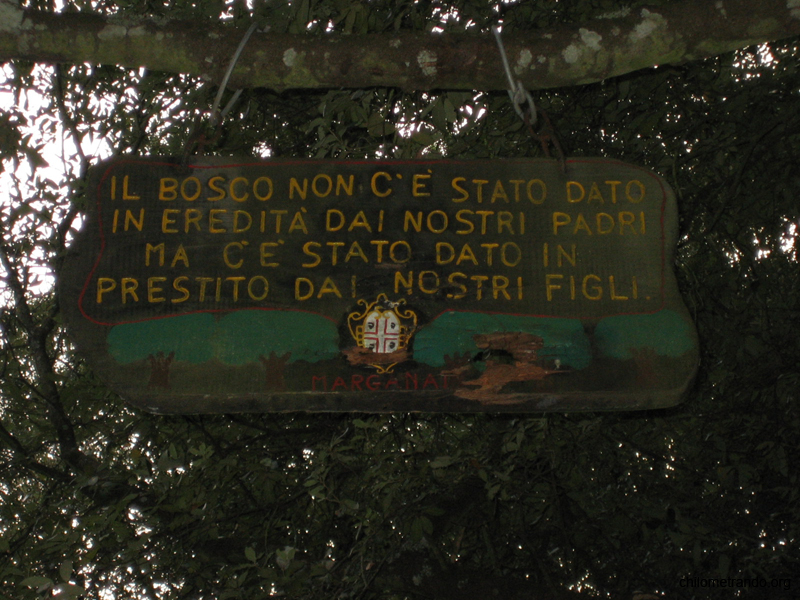 IL BOSCO NON C'È STATO DATO
IN EREDITÀ DAI NOSTRI PADRI
MA C'È STATO DATO IN
PRESTITO DAI NOSTRI FIGLI.
chilometrando.org